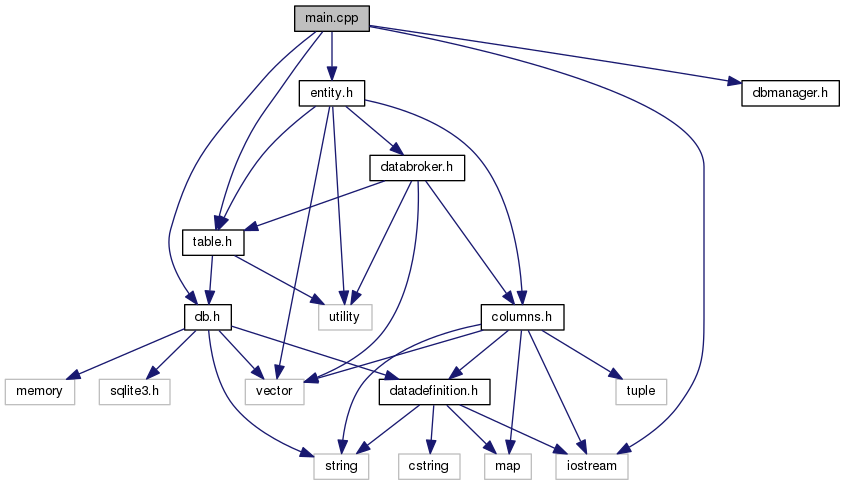 main.cpp
entity.h
dbmanager.h
databroker.h
table.h
db.h
utility
columns.h
memory
sqlite3.h
vector
datadefinition.h
tuple
string
cstring
map
iostream